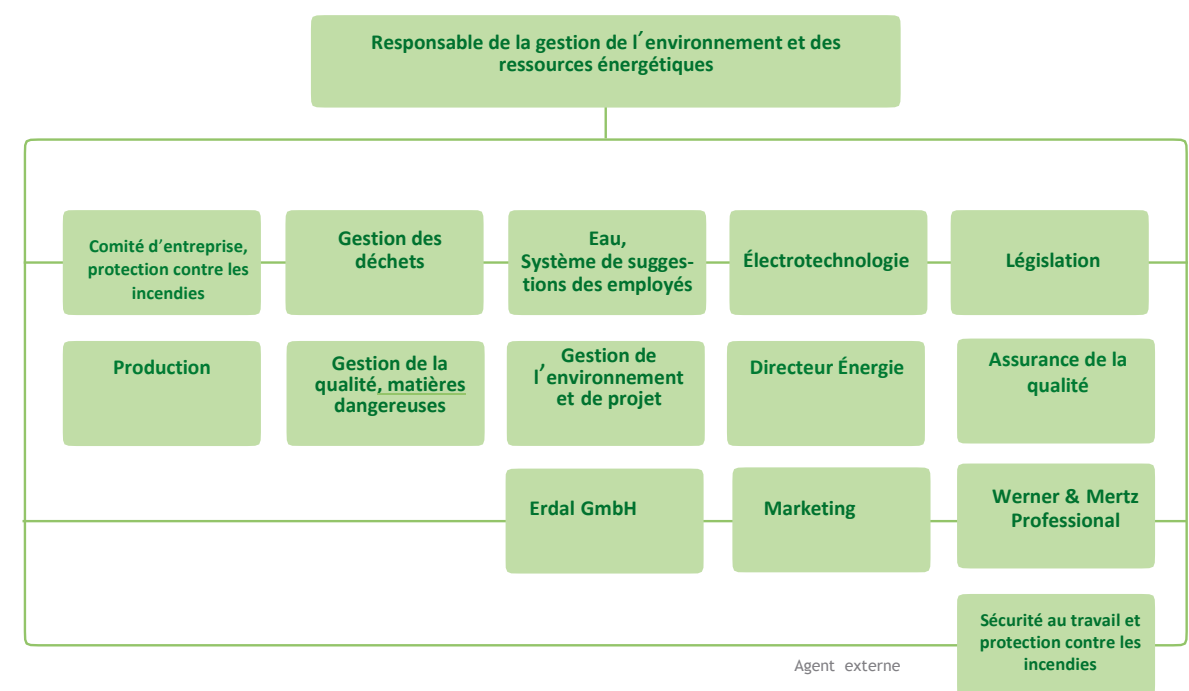 Responsable de la gestion de l´environnement et des
ressources énergétiques
Comité d’entreprise,
protection contre les
incendies
Gestion des
déchets
Eau,
Système de sugges-
tions des employés
Électrotechnologie
Législation
Production
Gestion de la
qualité, matières
dangereuses
Gestion de
l´environnement
et de projet
Directeur Énergie
Assurance de la
qualité
Erdal GmbH
Marketing
Werner & Mertz
Professional
Sécurité au travail et
protection contre les
incendies
Agent externe